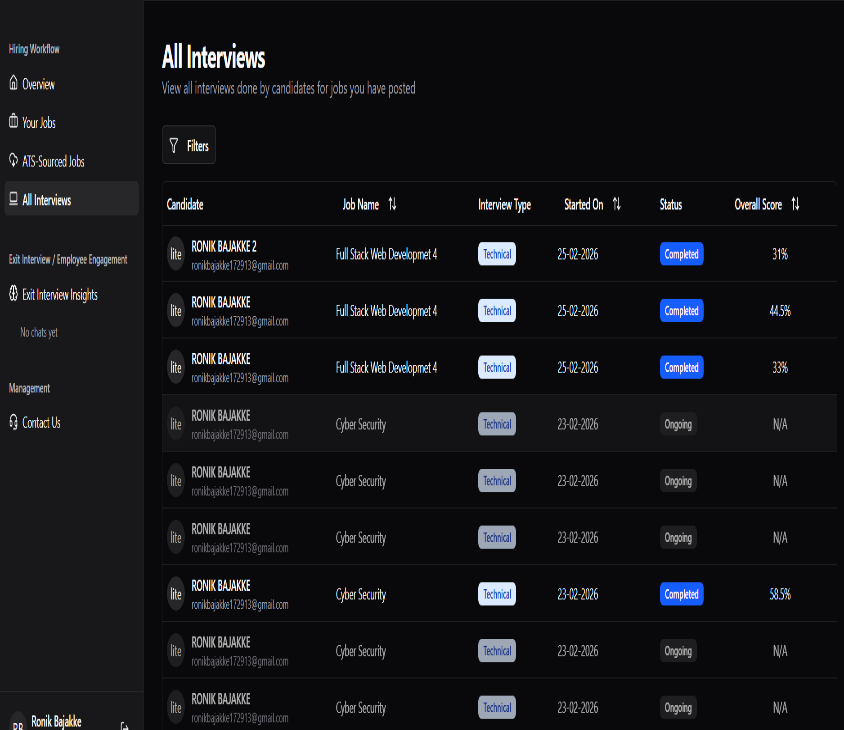 Hiring Workflow
Overview
Your Jobs
ATS-Sourced Jobs
All Interviews
Exit Interview / Employee Engagement
Exit Interview Insights
No chats yet
Management
Contact Us
RB
Ronik Bajakke
All Interviews
View all interviews done by candidates for jobs you have posted
Filters
Candidate Job Name Interview Type Started On Status Overall Score
lite RONIK BAJAKKE 2 Full Stack Web Developmet 4 Technical 25-02-2026 Completed 31%
ronikbajakke172913@gmail.com
lite RONIK BAJAKKE Full Stack Web Developmet 4 Technical 25-02-2026 Completed 44.5%
ronikbajakke172913@gmail.com
lite RONIK BAJAKKE Full Stack Web Developmet 4 Technical 25-02-2026 Completed 33%
ronikbajakke172913@gmail.com
lite RONIK BAJAKKE Cyber Security Technical 23-02-2026 Ongoing N/A
ronikbajakke172913@gmail.com
lite RONIK BAJAKKE Cyber Security Technical 23-02-2026 Ongoing N/A
ronikbajakke172913@gmail.com
lite RONIK BAJAKKE Cyber Security Technical 23-02-2026 Ongoing N/A
ronikbajakke172913@gmail.com
lite RONIK BAJAKKE Cyber Security Technical 23-02-2026 Completed 58.5%
ronikbajakke172913@gmail.com
lite RONIK BAJAKKE Cyber Security Technical 23-02-2026 Ongoing N/A
ronikbajakke172913@gmail.com
lite RONIK BAJAKKE Cyber Security Technical 23-02-2026 Ongoing N/A
ronikbajakke172913@gmail.com